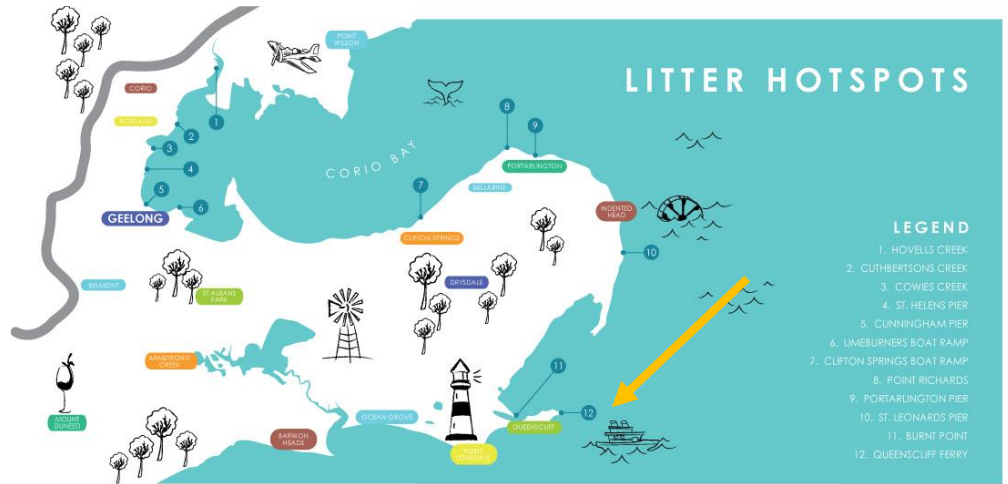 LITTER HOTSPOTS
POINT
WILSON
CORIO
NORLANE
1
2
3
4
5
6
GEELONG
CORIO BAY
7
8
9
PORTARLINGTON
BELLARINE
CLIFTON SPRINGS
INDENTED
HEAD
10
BELMONT
ST ALBANS
PARK
DRYSDALE
ARMSTRONG
CREEK
MOUNT
DUNEED
BARWON
HEADS
OCEAN GROVE
POINT
LONSDALE
11
12
QUEENSCLIFF
LEGEND
1. HOVELLS CREEK
2. CUTHBERTSONS CREEK
3. COWIES CREEK
4. ST. HELENS PIER
5. CUNNINGHAM PIER
6. LIMEBURNERS BOAT RAMP
7. CLIFTON SPRINGS BOAT RAMP
8. POINT RICHARDS
9. PORTARLINGTON PIER
10. ST. LEONARDS PIER
11. BURNT POINT
12. QUEENSCLIFF FERRY